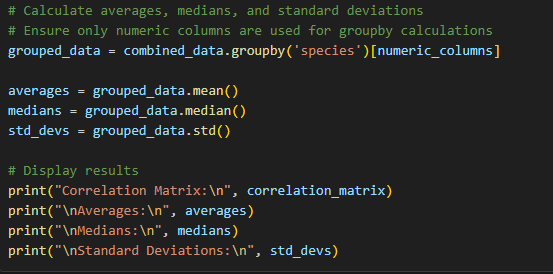 # Calculate averages, medians, and standard deviations
# Ensure only numeric columns are used for groupby calculations
grouped_data = combined_data.groupby('species')[numeric_columns]
averages = grouped_data.mean()
medians = grouped_data.median()
std_devs = grouped_data.std()
# Display results
print("Correlation Matrix:\n", correlation_matrix)
print("\nAverages:\n", averages)
print("\nMedians:\n", medians)
print("\nStandard Deviations:\n", std_devs)